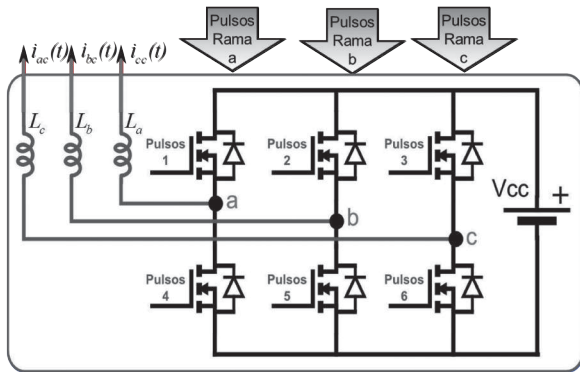 Pulsos
Rama
a
Pulsos
Rama
b
Pulsos
Rama
c
i_ac(t) i_bc(t) i_cc(t)
L_c L_b L_a
Pulsos
1
Pulsos
2
Pulsos
3
Vcc +
a
b
c
Pulsos
4
Pulsos
5
Pulsos
6